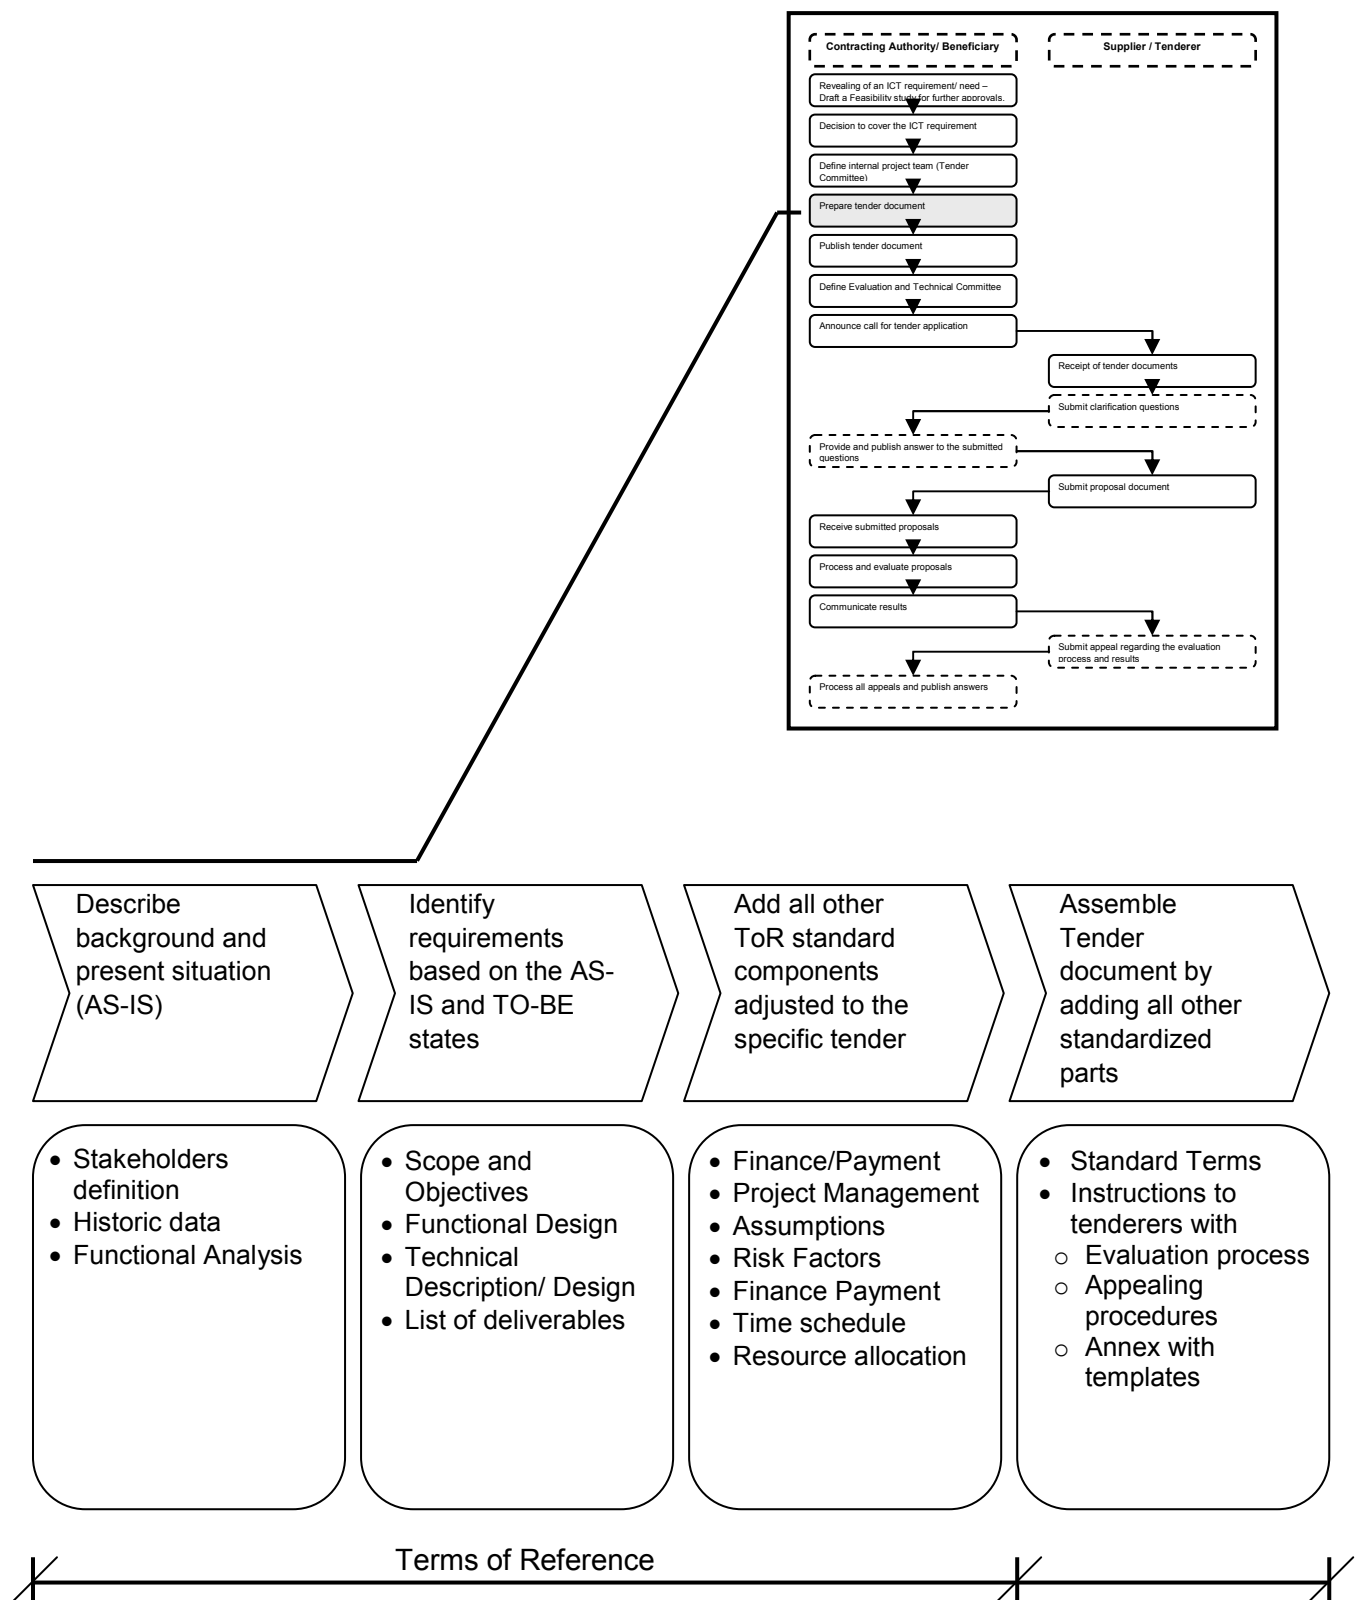 Contracting Authority/ Beneficiary
Supplier / Tenderer
Revealing of an ICT requirement/ need –
Draft a Feasibility study for further approvals.
Decision to cover the ICT requirement
Define internal project team (Tender
Committee)
Prepare tender document
Publish tender document
Define Evaluation and Technical Committee
Announce call for tender application
Receipt of tender documents
Submit clarification questions
Provide and publish answer to the submitted
questions
Submit proposal document
Receive submitted proposals
Process and evaluate proposals
Communicate results
Submit appeal regarding the evaluation
process and results
Process all appeals and publish answers
Describe
background and
present situation
(AS-IS)
Identify
requirements
based on the AS-
IS and TO-BE
states
Add all other
ToR standard
components
adjusted to the
specific tender
Assemble
Tender
document by
adding all other
standardized
parts
• Stakeholders
definition
• Historic data
• Functional Analysis
• Scope and
Objectives
• Functional Design
• Technical
Description/ Design
• List of deliverables
• Finance/Payment
• Project Management
• Assumptions
• Risk Factors
• Finance Payment
• Time schedule
• Resource allocation
• Standard Terms
• Instructions to
tenderers with
o Evaluation process
o Appealing
procedures
o Annex with
templates
Terms of Reference